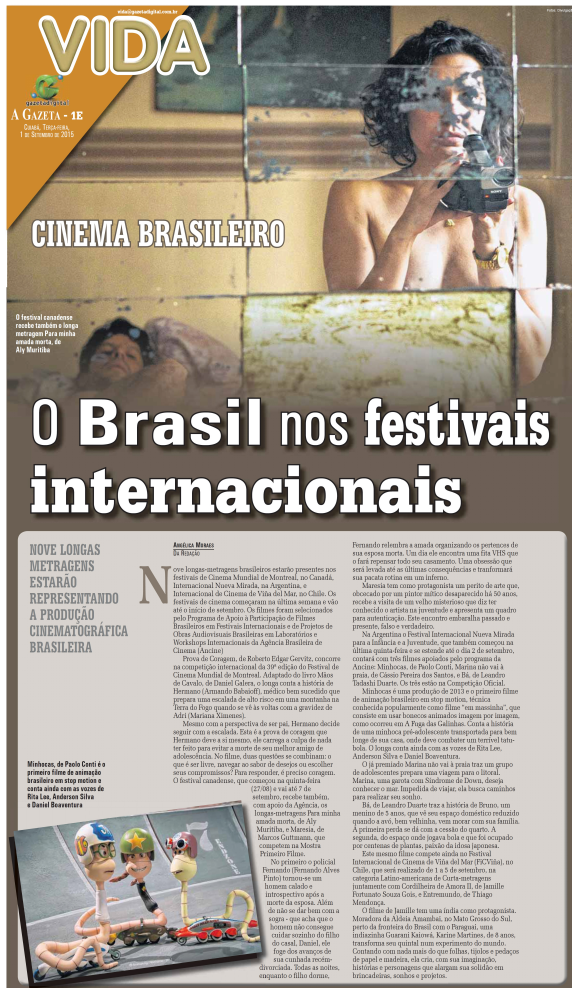 vida@gazetadigital.com.br
VIDA
gazetadigital
A GAZETA - 1E
CUIABÁ, TERÇA-FEIRA,
1 DE SETEMBRO DE 2015
CINEMA BRASILEIRO
O festival canadense
recebe também o longa
metragem Para minha
amada morta, de
Aly Muritiba
O Brasil nos festivais
internacionais
NOVE LONGAS
METRAGENS
ESTARÃO
REPRESENTANDO
A PRODUÇÃO
CINEMATOGRÁFICA
BRASILEIRA
Minhocas, de Paolo Conti é o
primeiro filme de animação
brasileiro em stop motion e
conta ainda com as vozes de
Rita Lee, Anderson Silva
e Daniel Boaventura
ANGÉLICA MORAES
DA REDAÇÃO
Nove longas-metragens brasileiros estarão presentes nos
festivais de Cinema Mundial de Montreal, no Canadá,
Internacional Nueva Mirada, na Argentina, e
Internacional de Cinema de Viña del Mar, no Chile. Os
festivais de cinema começaram na última semana e vão
até o início de setembro. Os filmes foram selecionados
pelo Programa de Apoio à Participação de Filmes
Brasileiros em Festivais Internacionais e de Projetos de
Obras Audiovisuais Brasileiras em Laboratórios e
Workshops Internacionais da Agência Brasileira de
Cinema (Ancine)
Prova de Coragem, de Roberto Edgar Gervitz, concorre
na competição internacional da 39ª edição do Festival de
Cinema Mundial de Montreal. Adaptado do livro Mãos
de Cavalo, de Daniel Galera, o longa conta a história de
Hermano (Armando Babaioff), médico bem sucedido que
prepara uma escalada de alto risco em uma montanha na
Terra do Fogo quando se vê às voltas com a gravidez de
Adri (Mariana Ximenes).
Mesmo com a perspectiva de ser pai, Hermano decide
seguir com a escalada. Esta é a prova de coragem que
Hermano deve a si mesmo, ele carrega a culpa de nada
ter feito para evitar a morte de seu melhor amigo de
adolescência. No filme, duas questões se combinam: o
que é ser livre, navegar ao sabor de desejos ou escolher
seus compromissos? Para responder, é preciso coragem.
O festival canadense, que começou na quinta-feira
(27/08) e vai até 7 de
setembro, recebe também,
com apoio da Agência, os
longas-metragens Para minha
amada morta, de Aly
Muritiba, e Maresia, de
Marcos Guttmann, que
competem na Mostra
Primeiro Filme.
No primeiro o policial
Fernando (Fernando Alves
Pinto) tornou-se um
homem calado e
introspectivo após a
morte da esposa. Além
de não se dar bem com a
sogra - que acha que o
homem não consegue
cuidar sozinho do filho
do casal, Daniel, ele
foge dos avanços de
sua cunhada recém-
divorciada. Todas as noites,
enquanto o filho dorme,
Fernando relembra a amada organizando os pertences de
sua esposa morta. Um dia ele encontra uma fita VHS que
o fará repensar todo seu casamento. Uma obsessão que
será levada até as últimas consequências e tranformará
sua pacata rotina em um inferno.
Maresia tem como protagonista um perito de arte que,
obcecado por um pintor mítico desaparecido há 50 anos,
recebe a visita de um velho misterioso que diz ter
conhecido o artista na juventude e apresenta um quadro
para autenticação. Este encontro embaralha passado e
presente, falso e verdadeiro.
Na Argentina o Festival Internacional Nueva Mirada
para a Infância e a Juventude, que também começou na
última quinta-feira e se estende até o dia 2 de setembro,
contará com três filmes apoiados pelo programa da
Ancine: Minhocas, de Paolo Conti, Marina não vai à
praia, de Cássio Pereira dos Santos, e Bá, de Leandro
Tadashi Duarte. Os três estão na Competição Oficial.
Minhocas é uma produção de 2013 e o primeiro filme
de animação brasileiro em stop motion, técnica
conhecida popularmente como filme "em massinha", que
consiste em usar bonecos animados imagem por imagem,
como ocorreu em A Fuga das Galinhas. Conta a história
de uma minhoca pré-adolescente transportada para bem
longe de sua casa, onde deve combater um terrível tatu-
bola. O longa conta ainda com as vozes de Rita Lee,
Anderson Silva e Daniel Boaventura.
O já premiado Marina não vai à praia traz um grupo
de adolescentes prepara uma viagem para o litoral.
Marina, uma garota com Síndrome de Down, deseja
conhecer o mar. Impedida de viajar, ela busca caminhos
para realizar seu sonho.
Bá, de Leandro Duarte traz a história de Bruno, um
menino de 5 anos, que vê seu espaço doméstico reduzido
quando a avó, bem velhinha, vem morar com sua família.
A primeira perda se dá com a cessão do quarto. A
segunda, do espaço onde jogava bola e que foi ocupado
por centenas de plantas, paixão da idosa japonesa.
Este mesmo filme compete ainda no Festival
Internacional de Cinema de Viña del Mar (FiCViña), no
Chile, que será realizado de 1 a 5 de setembro, na
categoria Latino-americana de Curta-metragens
juntamente com Cordilheira de Amora II, de Jamille
Fortunato Souza Gois, e Entremundo, de Thiago
Mendonça.
O filme de Jamille tem uma índia como protagonista.
Moradora da Aldeia Amambai, no Mato Grosso do Sul,
perto da fronteira do Brasil com o Paraguai, uma
indiazinha Guarani Kaiowá, Karine Martines, de 8 anos,
transforma seu quintal num experimento do mundo.
Contando com nada mais do que folhas, tijolos e pedaços
de papel e madeira, ela cria, com sua imaginação,
histórias e personagens que alargam sua solidão em
brincadeiras, sonhos e projetos.
SONY